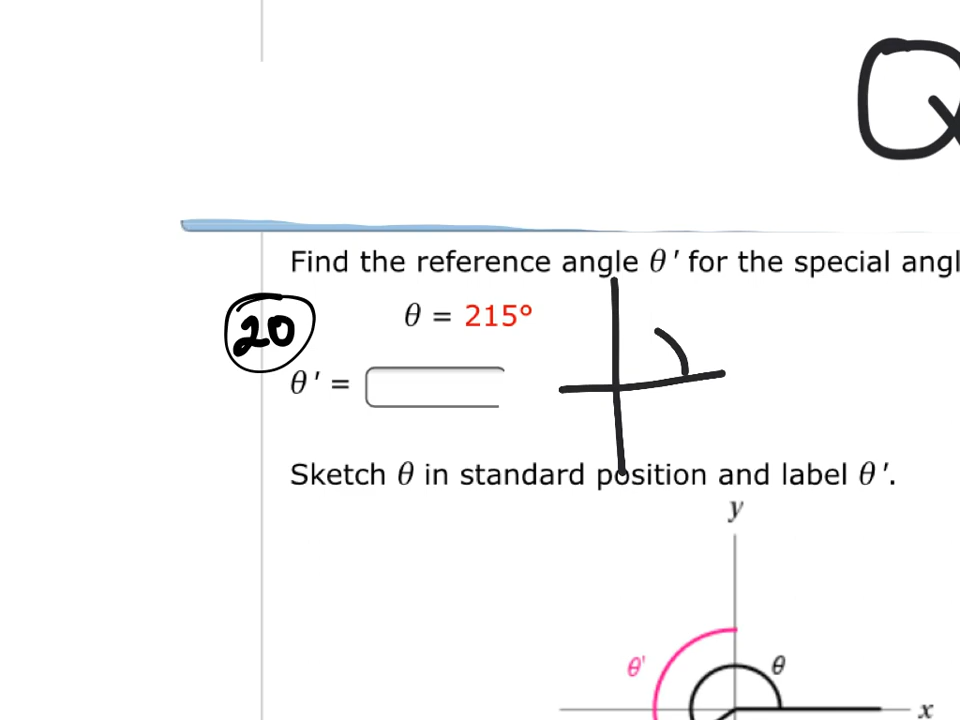 Q
Find the reference angle θ' for the special angl
20
θ = 215°
θ' =
Sketch θ in standard position and label θ'.
y
θ'
θ
x